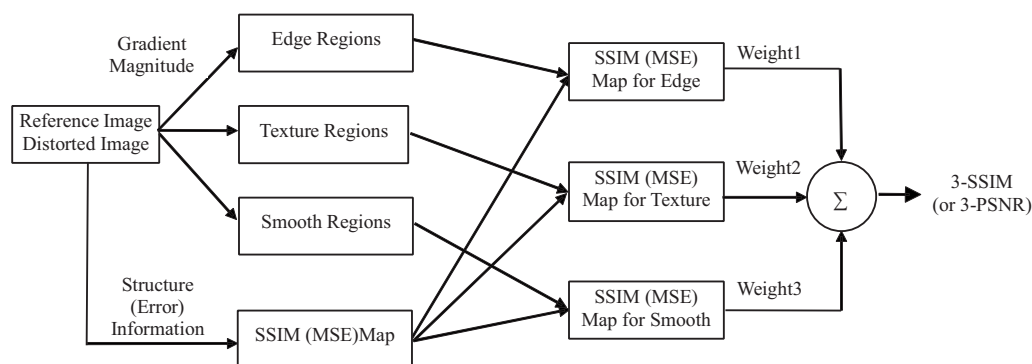 Gradient
Magnitude
Edge Regions
SSIM (MSE)
Map for Edge
Weight1
Reference Image
Distorted Image
Texture Regions
SSIM (MSE)
Map for Texture
Weight2
∑
3-SSIM
(or 3-PSNR)
Smooth Regions
Structure
(Error)
Information
SSIM (MSE)Map
SSIM (MSE)
Map for Smooth
Weight3